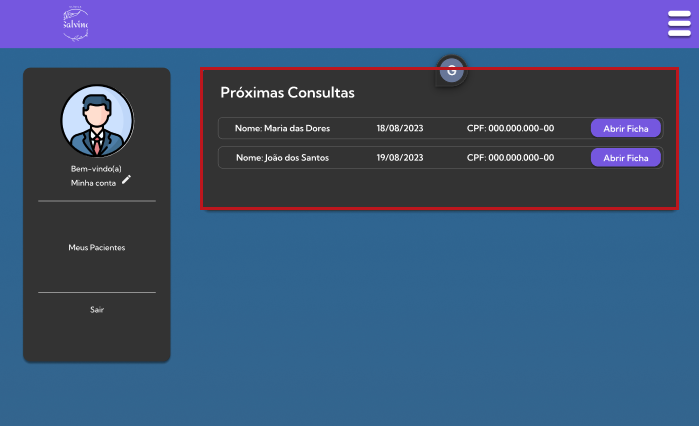 Salvino
G
Próximas Consultas
Nome: Maria das Dores 18/08/2023 CPF: 000.000.000-00 Abrir Ficha
Nome: João dos Santos 19/08/2023 CPF: 000.000.000-00 Abrir Ficha
Bem-vindo(a)
Minha conta
Meus Pacientes
Sair